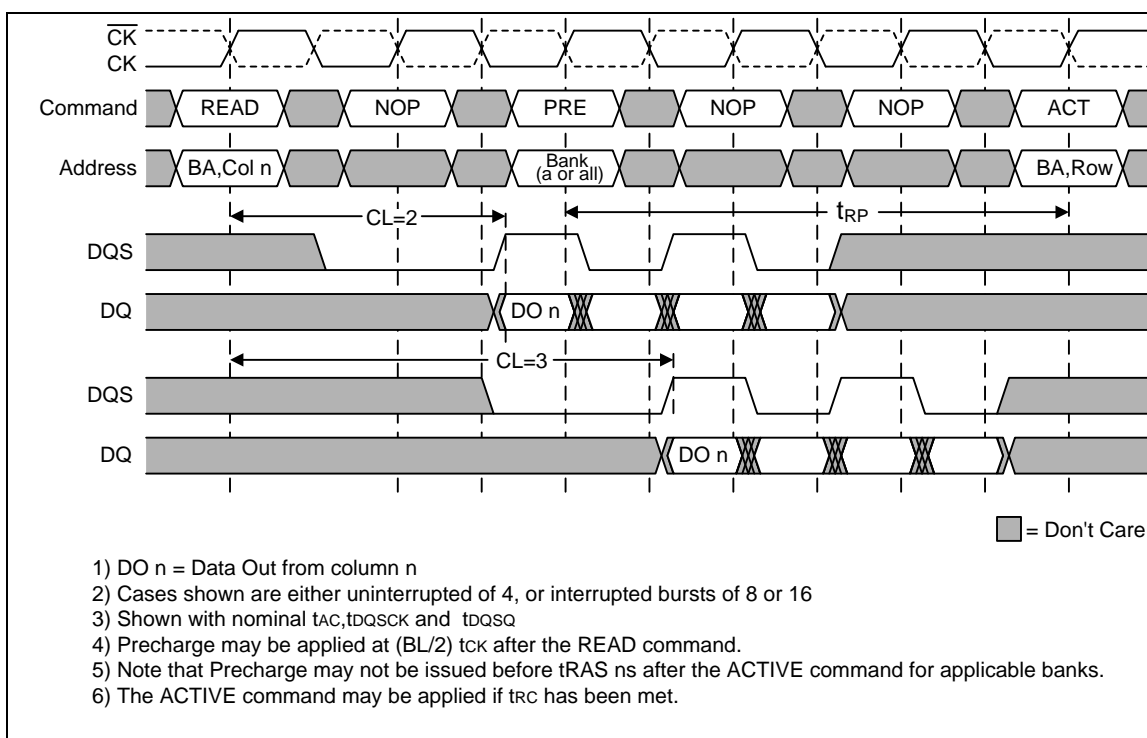 CK
CK
Command READ NOP PRE NOP NOP ACT
Address BA,Col n Bank (a or all) BA,Row
CL=2 tRP
DQS
DQ DO n
CL=3
DQS
DQ DO n
= Don't Care
1) DO n = Data Out from column n
2) Cases shown are either uninterrupted of 4, or interrupted bursts of 8 or 16
3) Shown with nominal tAC,tDQSCK and tDQSQ
4) Precharge may be applied at (BL/2) tCK after the READ command.
5) Note that Precharge may not be issued before tRAS ns after the ACTIVE command for applicable banks.
6) The ACTIVE command may be applied if tRC has been met.